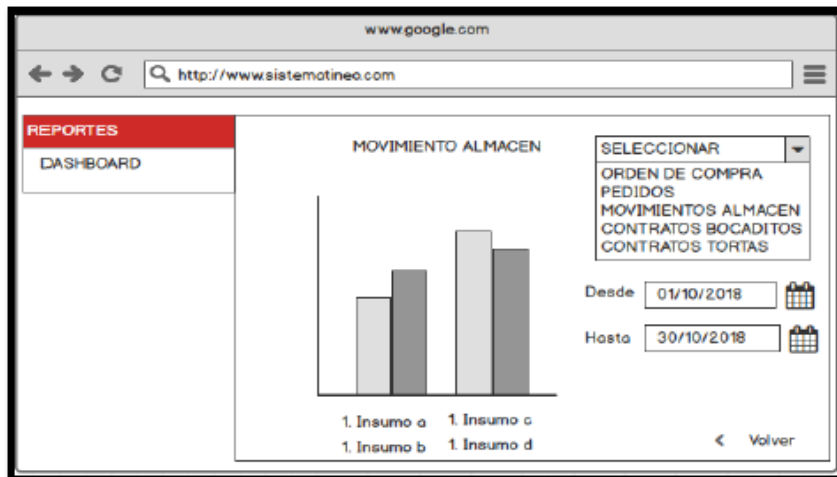 www.google.com
http://www.sistematineo.com
REPORTES
DASHBOARD
MOVIMIENTO ALMACEN
SELECCIONAR
ORDEN DE COMPRA
PEDIDOS
MOVIMIENTOS ALMACEN
CONTRATOS BOCADITOS
CONTRATOS TORTAS
Desde 01/10/2018
Hasta 30/10/2018
1. Insumo a 1. Insumo c
1. Insumo b 1. Insumo d
Volver